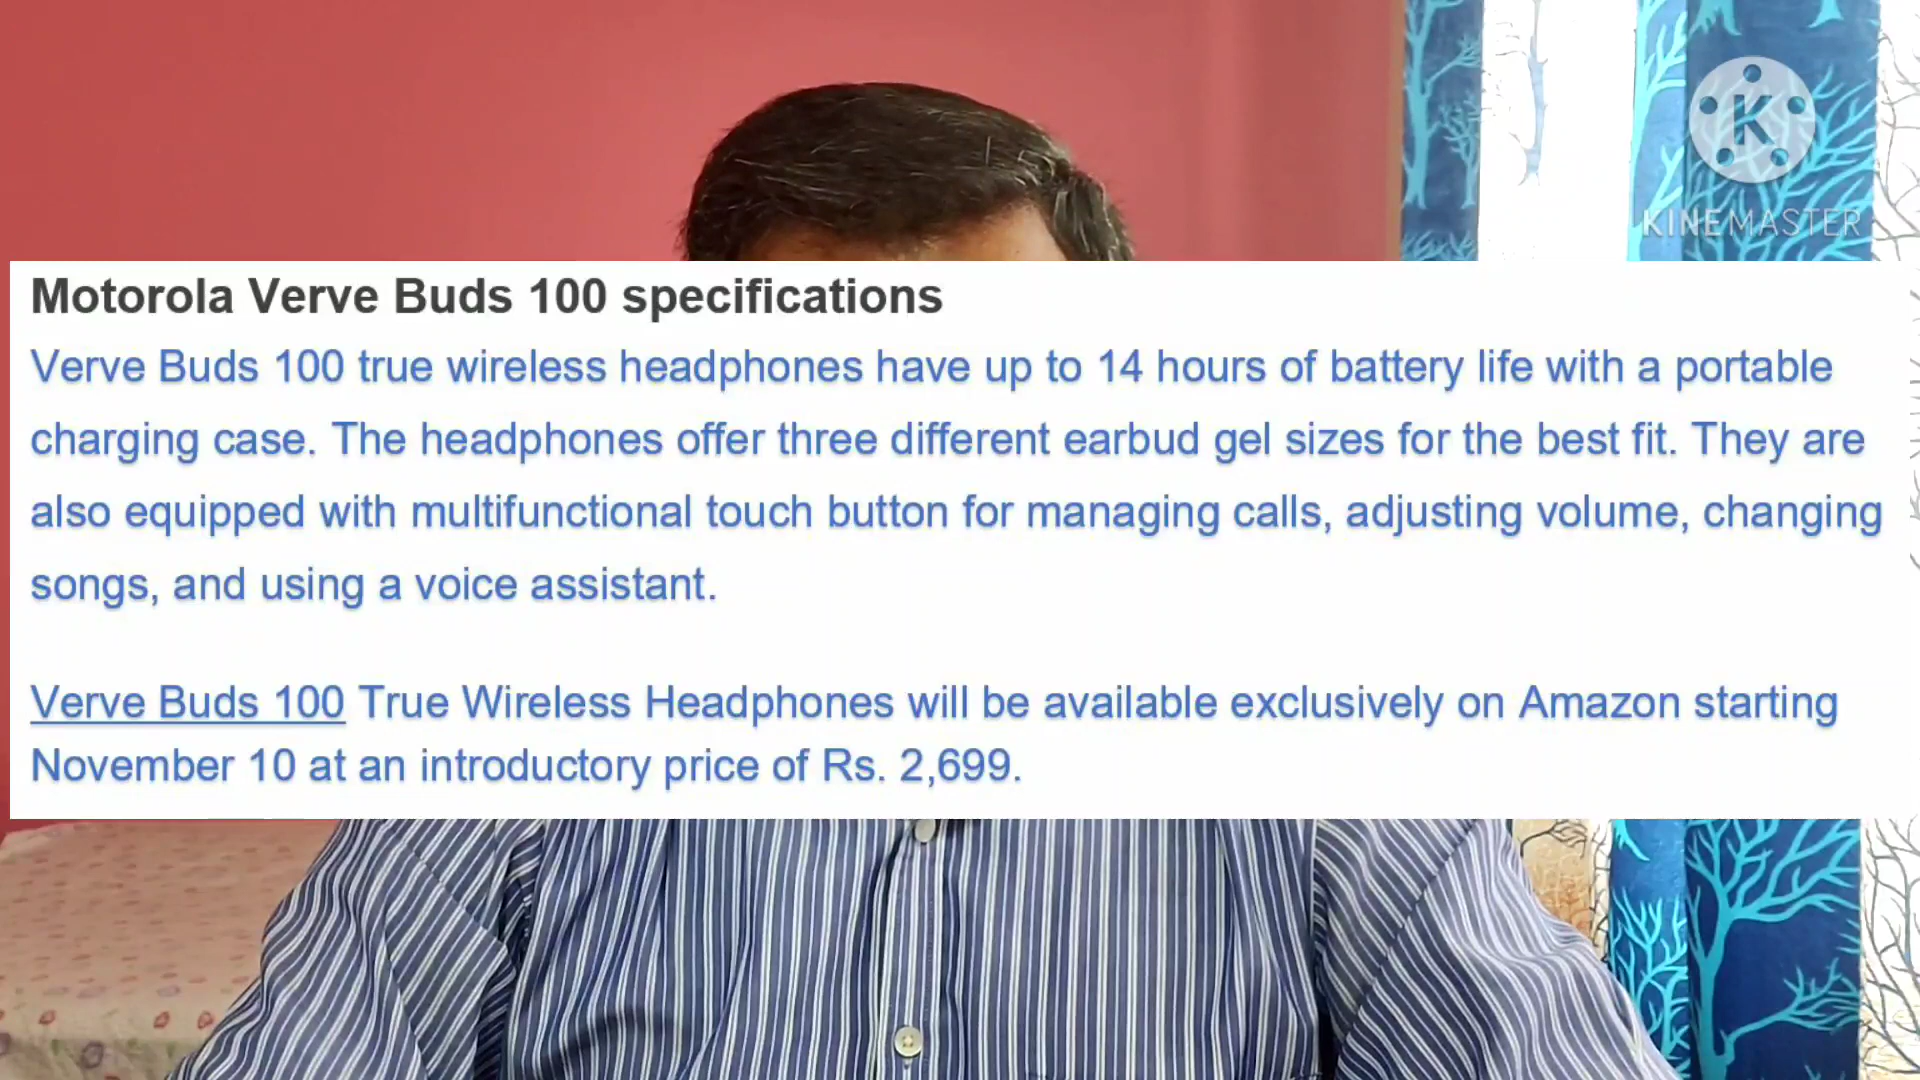 K
KINEMASTER
Motorola Verve Buds 100 specifications
Verve Buds 100 true wireless headphones have up to 14 hours of battery life with a portable
charging case. The headphones offer three different earbud gel sizes for the best fit. They are
also equipped with multifunctional touch button for managing calls, adjusting volume, changing
songs, and using a voice assistant.
Verve Buds 100 True Wireless Headphones will be available exclusively on Amazon starting
November 10 at an introductory price of Rs. 2,699.